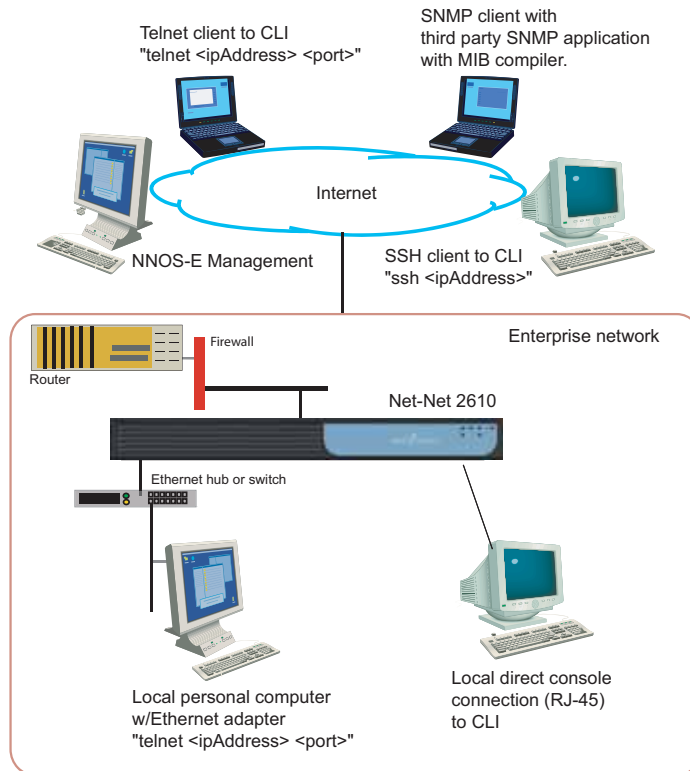 Telnet client to CLI
"telnet <ipAddress> <port>"
SNMP client with
third party SNMP application
with MIB compiler.
Internet
NNOS-E Management
SSH client to CLI
"ssh <ipAddress>"
Enterprise network
Firewall
Router
Net-Net 2610
Ethernet hub or switch
Local personal computer
w/Ethernet adapter
"telnet <ipAddress> <port>"
Local direct console
connection (RJ-45)
to CLI